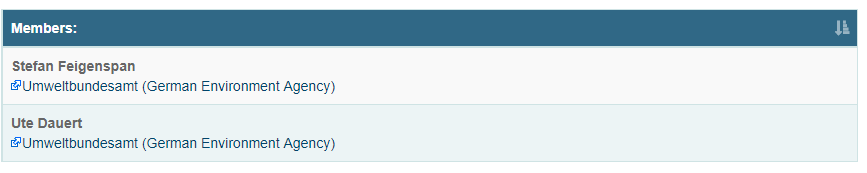 Members:
Stefan Feigenspan
Umweltbundesamt (German Environment Agency)
Ute Dauert
Umweltbundesamt (German Environment Agency)